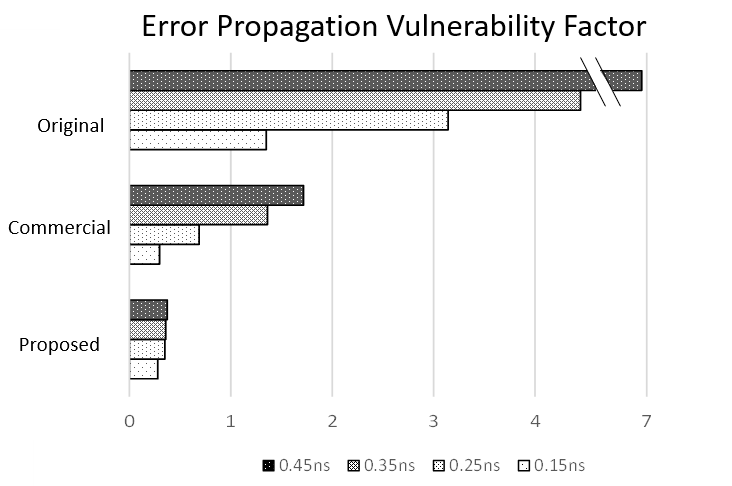 Error Propagation Vulnerability Factor
Original
Commercial
Proposed
0 1 2 3 4 7
0.45ns 0.35ns 0.25ns 0.15ns